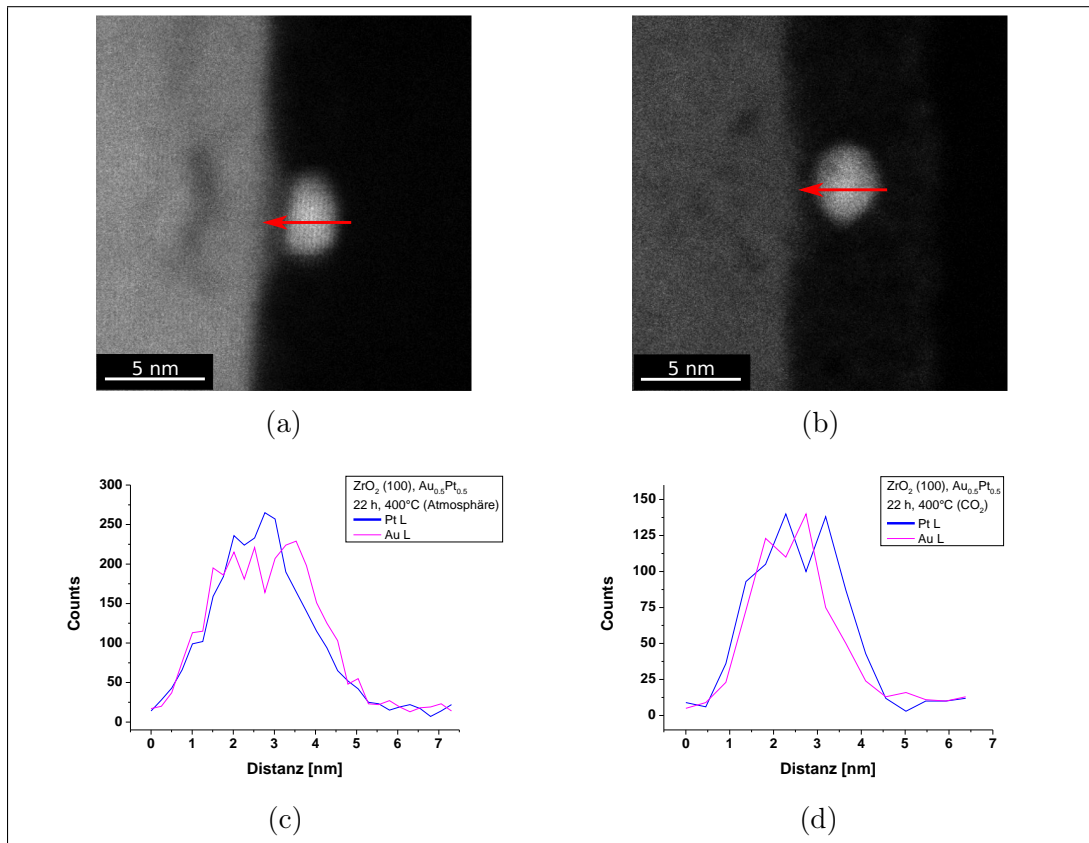 5 nm
5 nm
(a)
(b)
ZrO₂ (100), Au₀.₅Pt₀.₅
22 h, 400°C (Atmosphäre)
Pt L
Au L
300
250
200
150
100
50
0
Counts
0 1 2 3 4 5 6 7
Distanz [nm]
(c)
ZrO₂ (100), Au₀.₅Pt₀.₅
22 h, 400°C (CO₂)
Pt L
Au L
150
125
100
75
50
25
0
Counts
0 1 2 3 4 5 6 7
Distanz [nm]
(d)